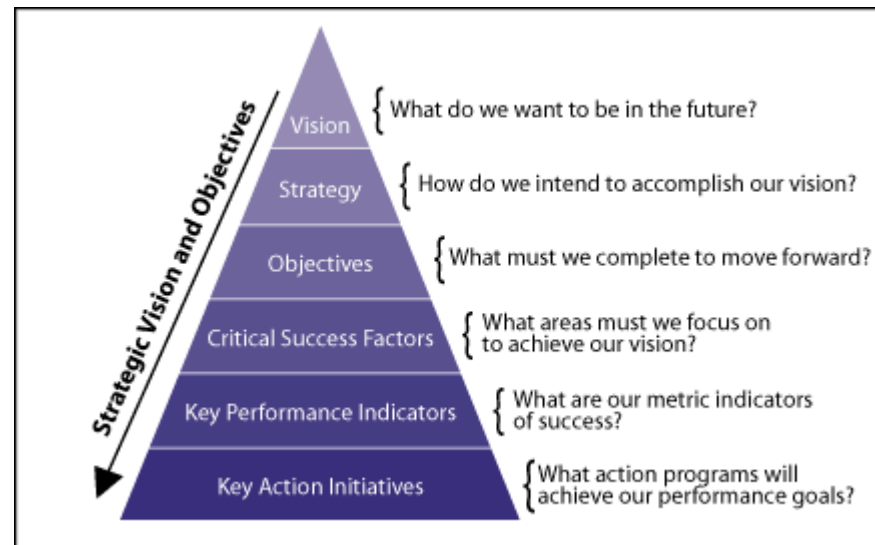 Strategic Vision and Objectives
Vision
What do we want to be in the future?
Strategy
How do we intend to accomplish our vision?
Objectives
What must we complete to move forward?
Critical Success Factors
What areas must we focus on
to achieve our vision?
Key Performance Indicators
What are our metric indicators
of success?
Key Action Initiatives
What action programs will
achieve our performance goals?